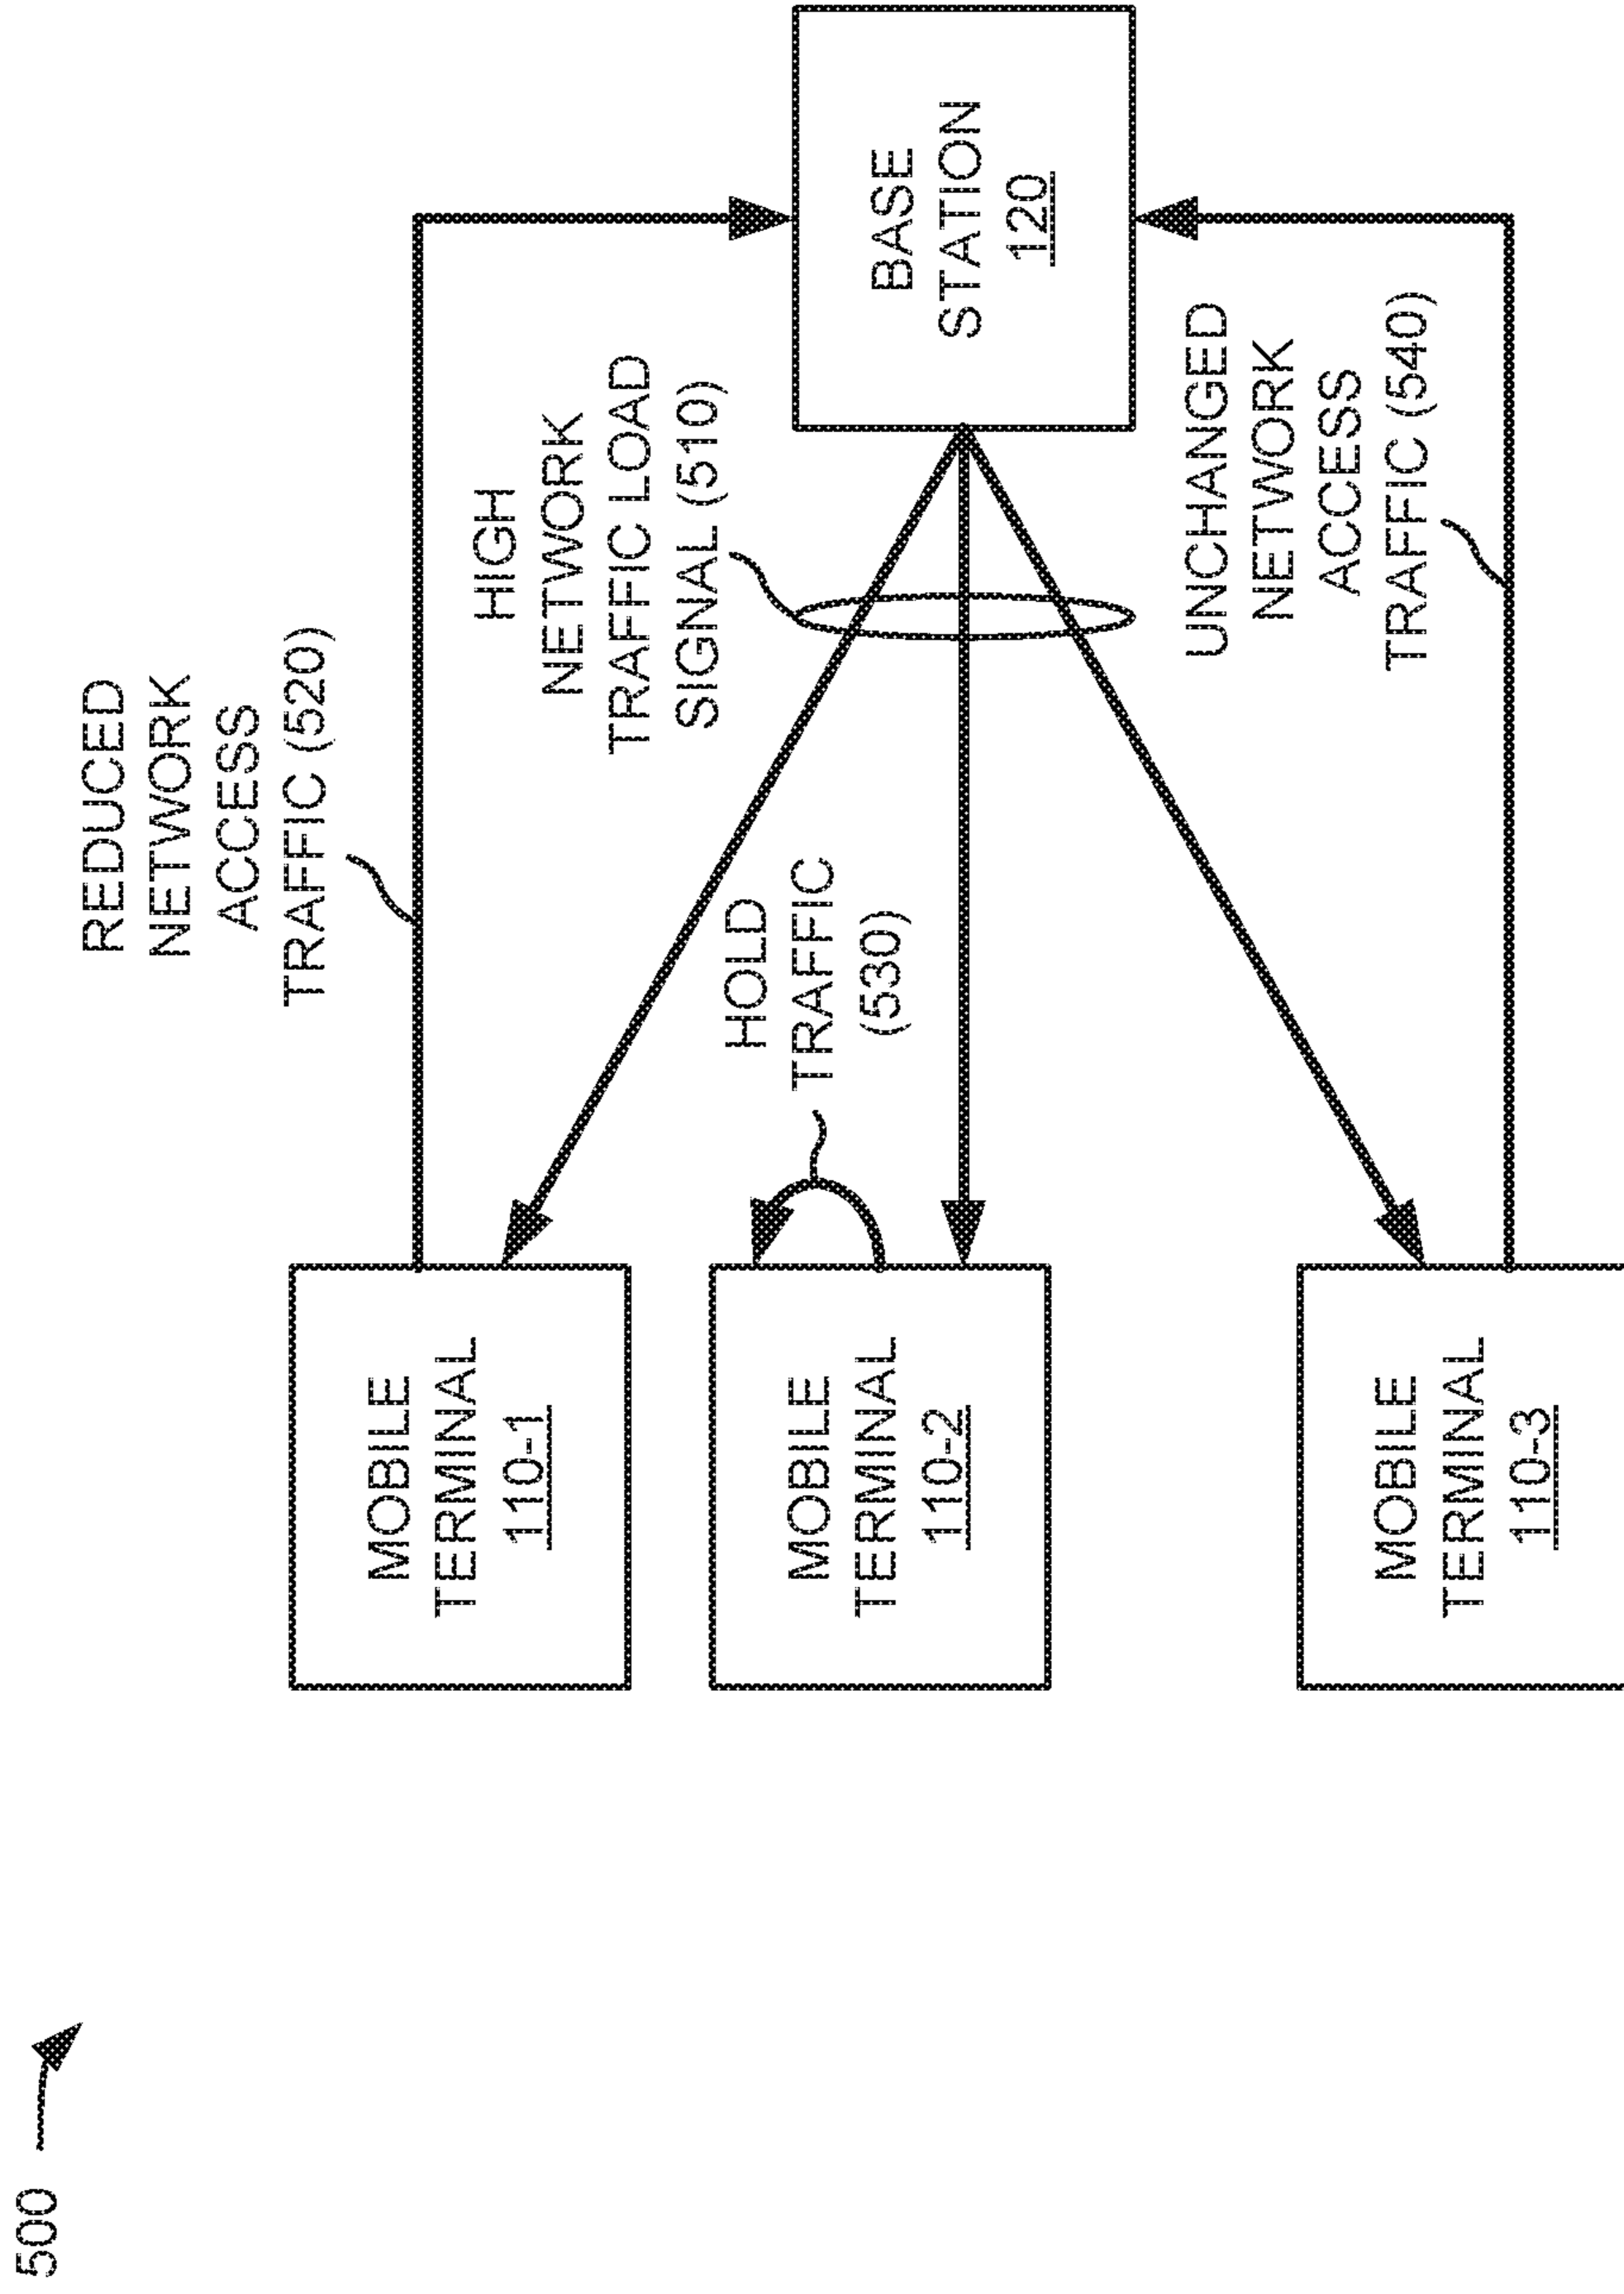 500
REDUCED
NETWORK
ACCESS
TRAFFIC (520)
MOBILE
TERMINAL
110-1
HIGH
NETWORK
TRAFFIC LOAD
SIGNAL (510)
HOLD
TRAFFIC
(530)
MOBILE
TERMINAL
110-2
BASE
STATION
120
UNCHANGED
NETWORK
ACCESS
TRAFFIC (540)
MOBILE
TERMINAL
110-3